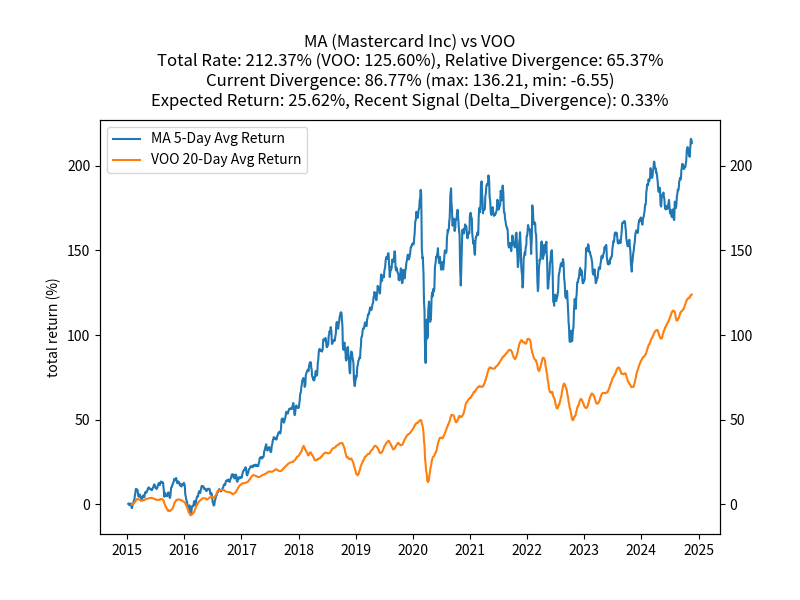 MA (Mastercard Inc) vs VOO
Total Rate: 212.37% (VOO: 125.60%), Relative Divergence: 65.37%
Current Divergence: 86.77% (max: 136.21, min: -6.55)
Expected Return: 25.62%, Recent Signal (Delta_Divergence): 0.33%
MA 5-Day Avg Return
VOO 20-Day Avg Return
total return (%)
200
150
100
50
0
200
150
100
50
0
2015 2016 2017 2018 2019 2020 2021 2022 2023 2024 2025